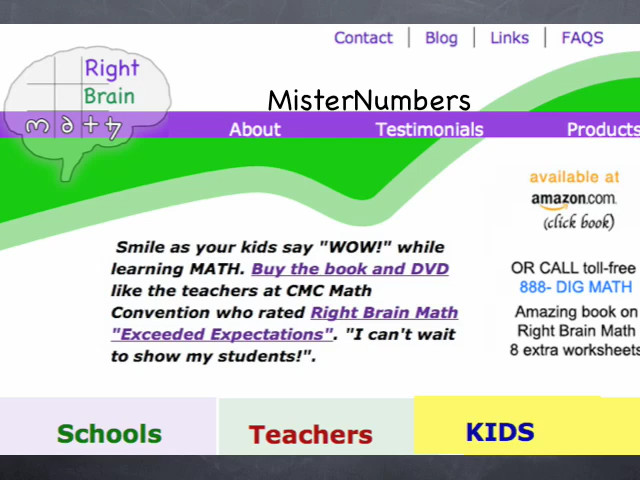 Contact | Blog | Links | FAQS
Right
Brain
MisterNumbers
About Testimonials Products
available at
amazon.com
(click book)
Smile as your kids say "WOW!" while
learning MATH. Buy the book and DVD
like the teachers at CMC Math
Convention who rated Right Brain Math
"Exceeded Expectations". "I can't wait
to show my students!".
OR CALL toll-free
888- DIG MATH
Amazing book on
Right Brain Math
8 extra worksheets
Schools Teachers KIDS